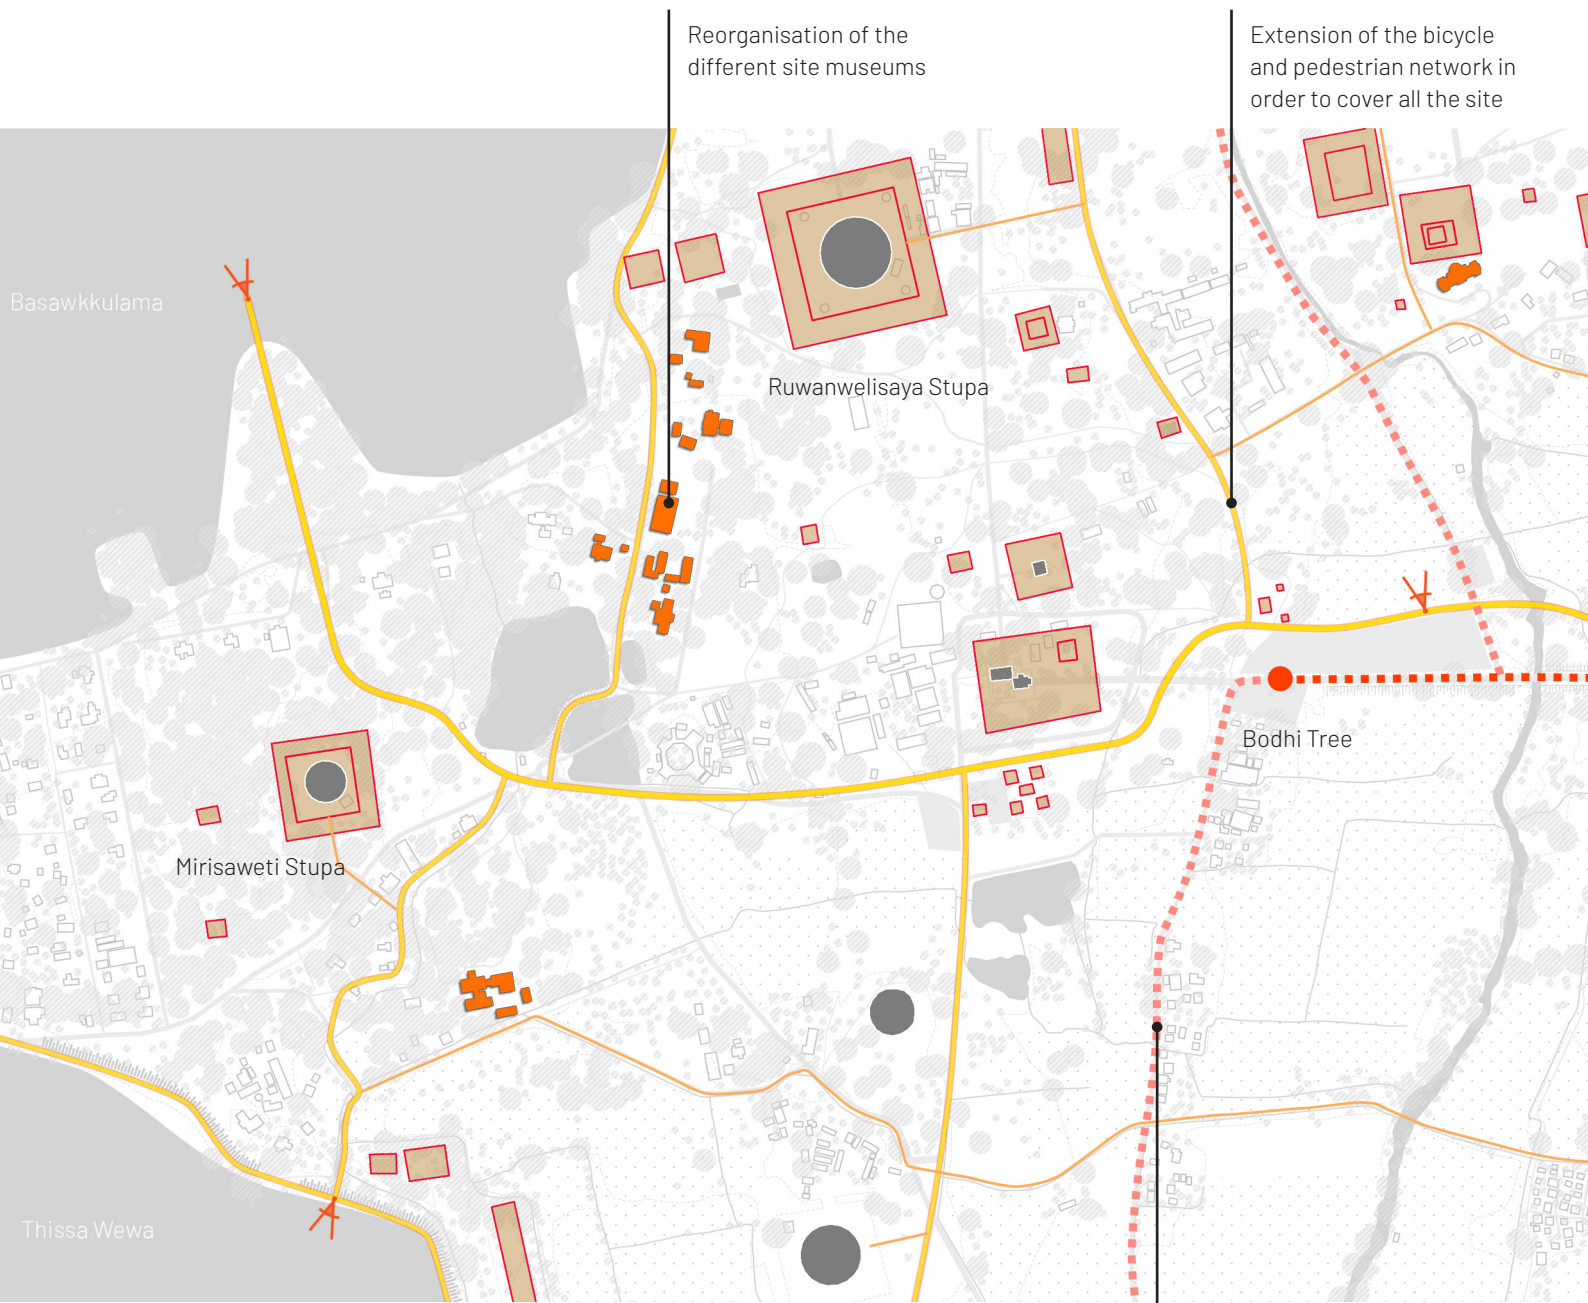 Reorganisation of the
different site museums
Extension of the bicycle
and pedestrian network in
order to cover all the site
Basawkkulama
Ruwanwelisaya Stupa
Bodhi Tree
Mirisaweti Stupa
Thissa Wewa